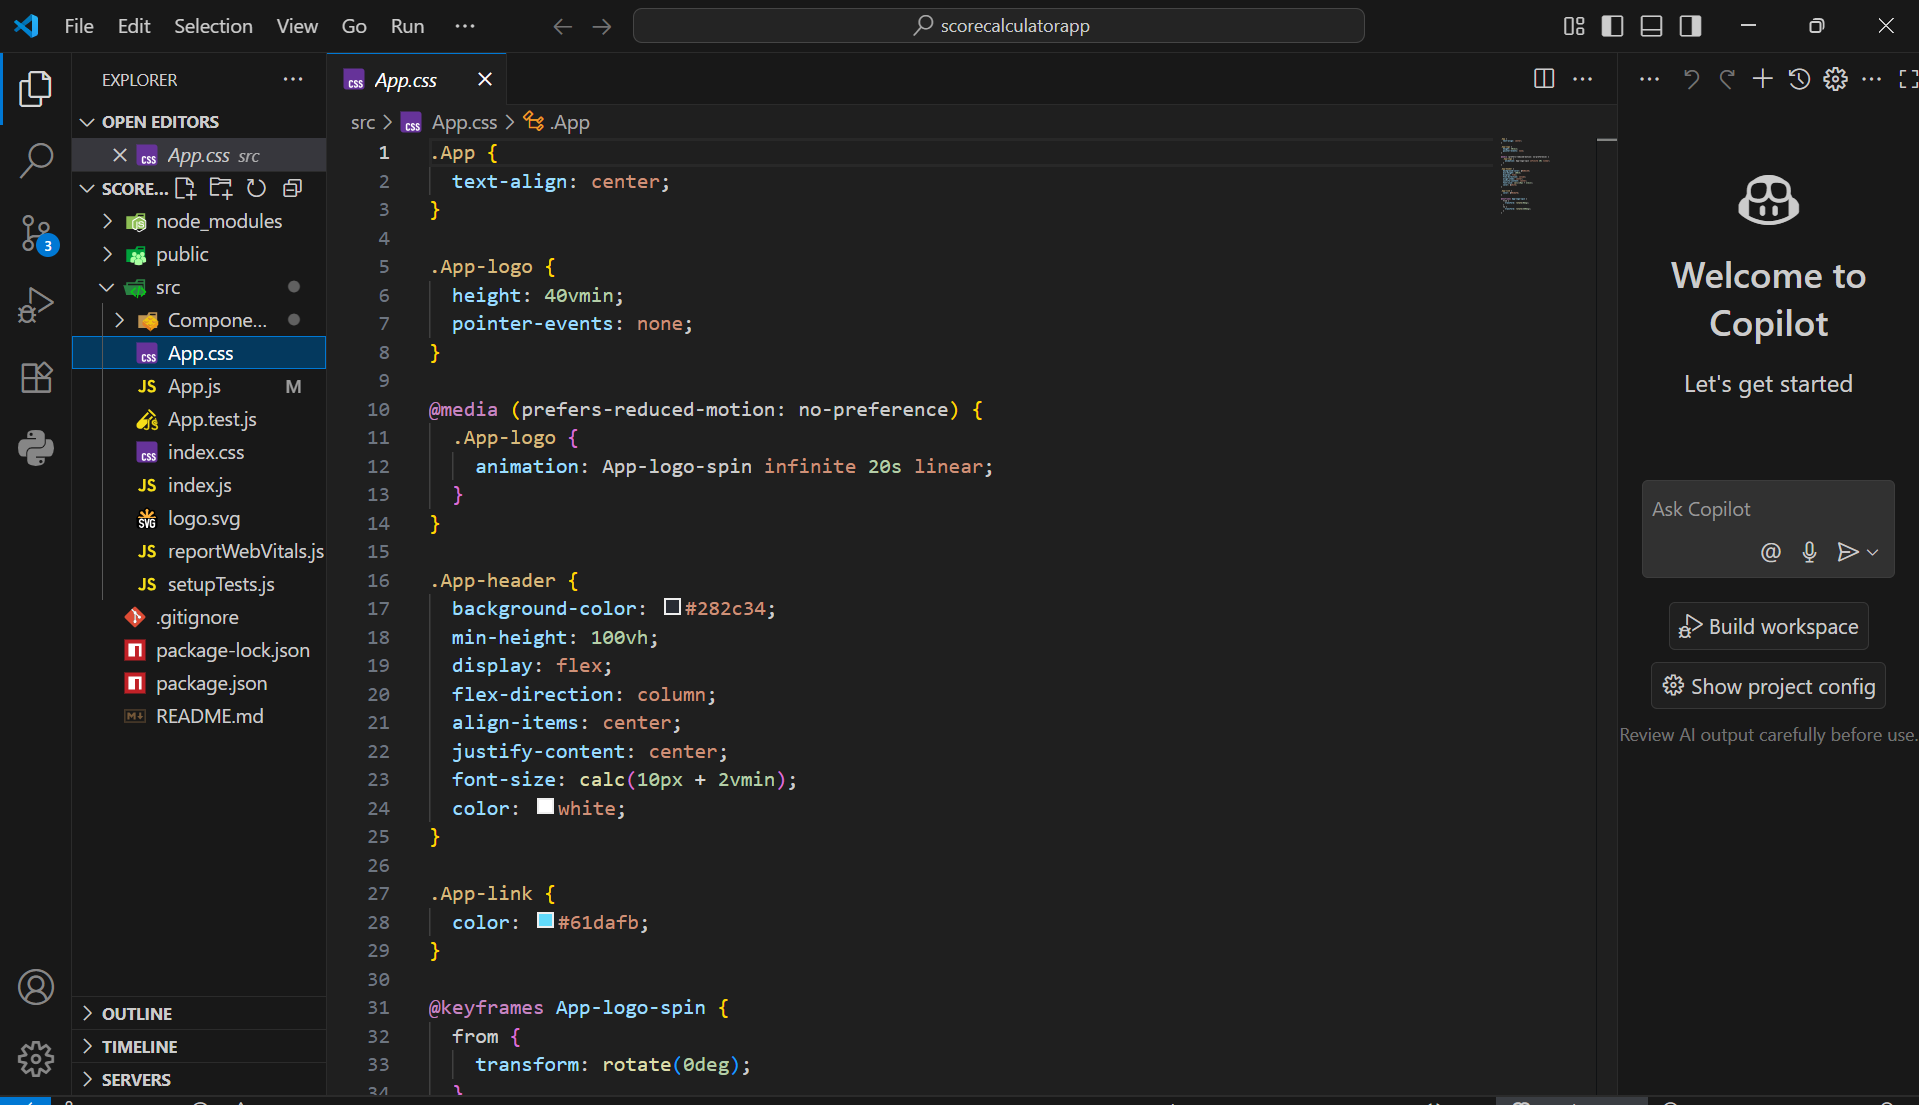 File Edit Selection View Go Run ··· scorecalculatorapp
EXPLORER ···
OPEN EDITORS
App.css src
SCORE...
node_modules
public
src
Compone...
App.css
App.js M
App.test.js
index.css
index.js
logo.svg
reportWebVitals.js
setupTests.js
.gitignore
package-lock.json
package.json
README.md
OUTLINE
TIMELINE
SERVERS
3
App.css
src > App.css > .App
1 .App {
2 text-align: center;
3 }
4
5 .App-logo {
6 height: 40vmin;
7 pointer-events: none;
8 }
9
10 @media (prefers-reduced-motion: no-preference) {
11 .App-logo {
12 animation: App-logo-spin infinite 20s linear;
13 }
14 }
15
16 .App-header {
17 background-color: #282c34;
18 min-height: 100vh;
19 display: flex;
20 flex-direction: column;
21 align-items: center;
22 justify-content: center;
23 font-size: calc(10px + 2vmin);
24 color: white;
25 }
26
27 .App-link {
28 color: #61dafb;
29 }
30
31 @keyframes App-logo-spin {
32 from {
33 transform: rotate(0deg);
34 }
Welcome to
Copilot
Let's get started
Ask Copilot
Build workspace
Show project config
Review AI output carefully before use.